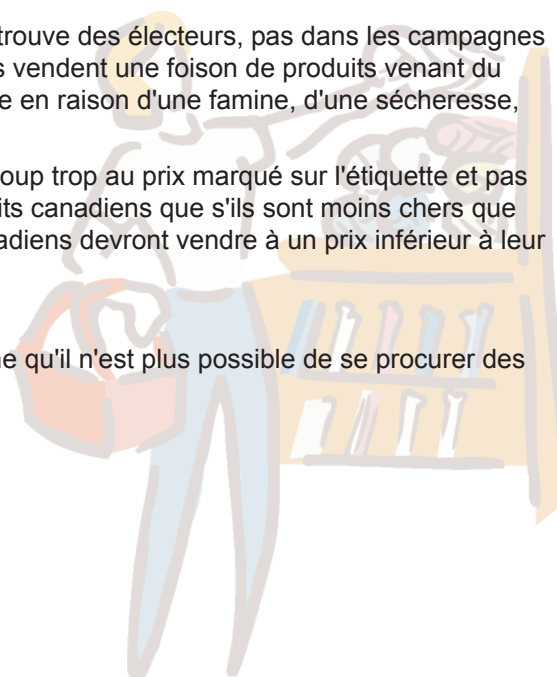 trouve des électeurs, pas dans les campagnes
s vendent une foison de produits venant du
e en raison d'une famine, d'une sécheresse,
oup trop au prix marqué sur l'étiquette et pas
its canadiens que s'ils sont moins chers que
adiens devront vendre à un prix inférieur à leur
ne qu'il n'est plus possible de se procurer des